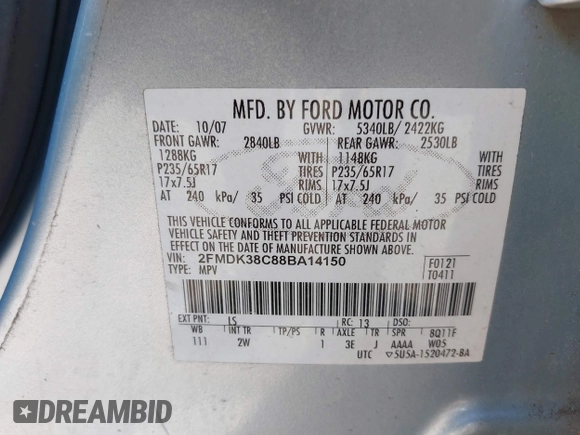 MFD. BY FORD MOTOR CO.
DATE: 10/07 GVWR: 5340LB/ 2422KG
FRONT GAWR: 2840LB REAR GAWR: 2530LB
1288KG WITH 1148KG WITH
P235/65R17 TIRES P235/65R17 TIRES
17x7.5J RIMS 17x7.5J RIMS
AT 240 kPa/ 35 PSI COLD AT 240 kPa/ 35 PSI COLD
THIS VEHICLE CONFORMS TO ALL APPLICABLE FEDERAL MOTOR
VEHICLE SAFETY AND THEFT PREVENTION STANDARDS IN
EFFECT ON THE DATE OF MANUFACTURE SHOWN ABOVE.
VIN: 2FMDK38C88BA14150 F0121
TYPE: MPV T0411
EXT PNT: LS RC: 13 DSO:
WB INT TR TP/PS R AXLE TR SPR 8Q11F
111 2W 1 3E J AAAA W05
UTC ▽5U5A-1520472-BA
DREAMBID
dreambid.com